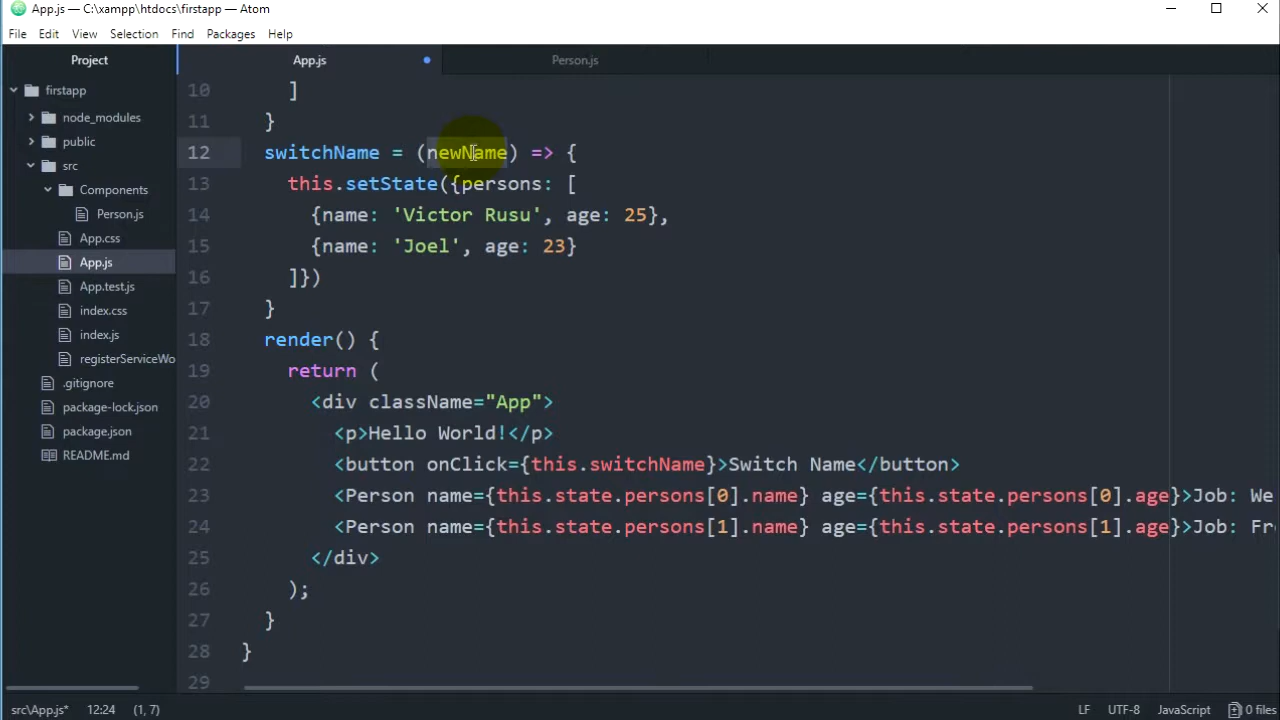 App.js — C:\xampp\htdocs\firstapp — Atom
File Edit View Selection Find Packages Help
Project
App.js
Person.js
firstapp
node_modules
public
src
Components
Person.js
App.css
App.js
App.test.js
index.css
index.js
registerServiceWo
.gitignore
package-lock.json
package.json
README.md
10 ]
11 }
12 switchName = (newName) => {
13 this.setState({persons: [
14 {name: 'Victor Rusu', age: 25},
15 {name: 'Joel', age: 23}
16 ]})
17 }
18 render() {
19 return (
20 <div className="App">
21 <p>Hello World!</p>
22 <button onClick={this.switchName}>Switch Name</button>
23 <Person name={this.state.persons[0].name} age={this.state.persons[0].age}>Job: We
24 <Person name={this.state.persons[1].name} age={this.state.persons[1].age}>Job: Fr
25 </div>
26 );
27 }
28 }
29
src\App.js* 12:24 (1, 7) LF UTF-8 JavaScript 0 files